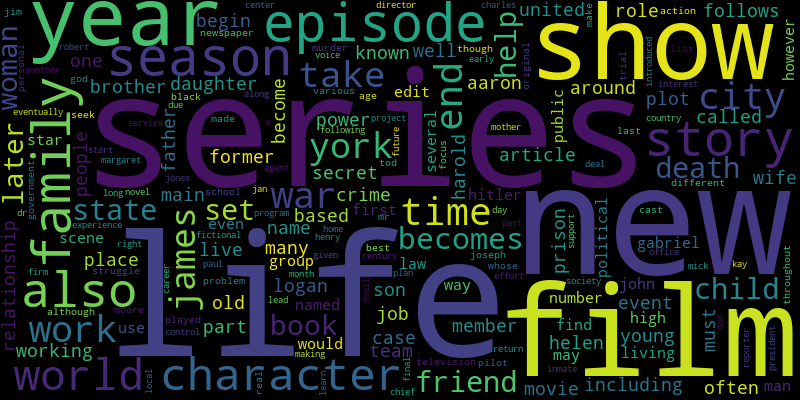 year
episode
show
role
action
director
charles
center
jim
robert
newspaper
begin
united
follows
make
though
murder
voice
early
known
well
help
season
woman
personal
one
another
god
brother
daughter
take
end
aaron
around
however
list
trial
introduced
original
plot
city
interest
called
eventually
seek
black
due
along
various
age
edit
become
series
mother
public
last
country
family
star
people
made
service
start
father
power
following
project
future
several
york
former
story
article
focus
later
margaret
long
novel
jones
agent
secret
tod
harold
deal
death
wife
different
government
dr
main
school
jan
war
crime
hitler
state
set
based
first
mr
time
day
past
new
cast
experience
program
even
fictional
name
home
henry
becomes
political
gabriel
office
support
prison
right
scene
james
live
many
group
best
century
law
joseph
whose
effort
way
mick
kay
john
relationship
place
paul
given
life
month
plan
society
throughout
firm
struggle
career
problem
logan
son
number
event
child
also
old
lead
small
film
although
moore
played
control
named
job
member
find
high
must
president
reporter
work
use
part
book
would
case
helen
young
man
working
team
making
return
may
living
television
pilot
inmate
world
local
character
real
learn
final
chief
friend
movie
including
often